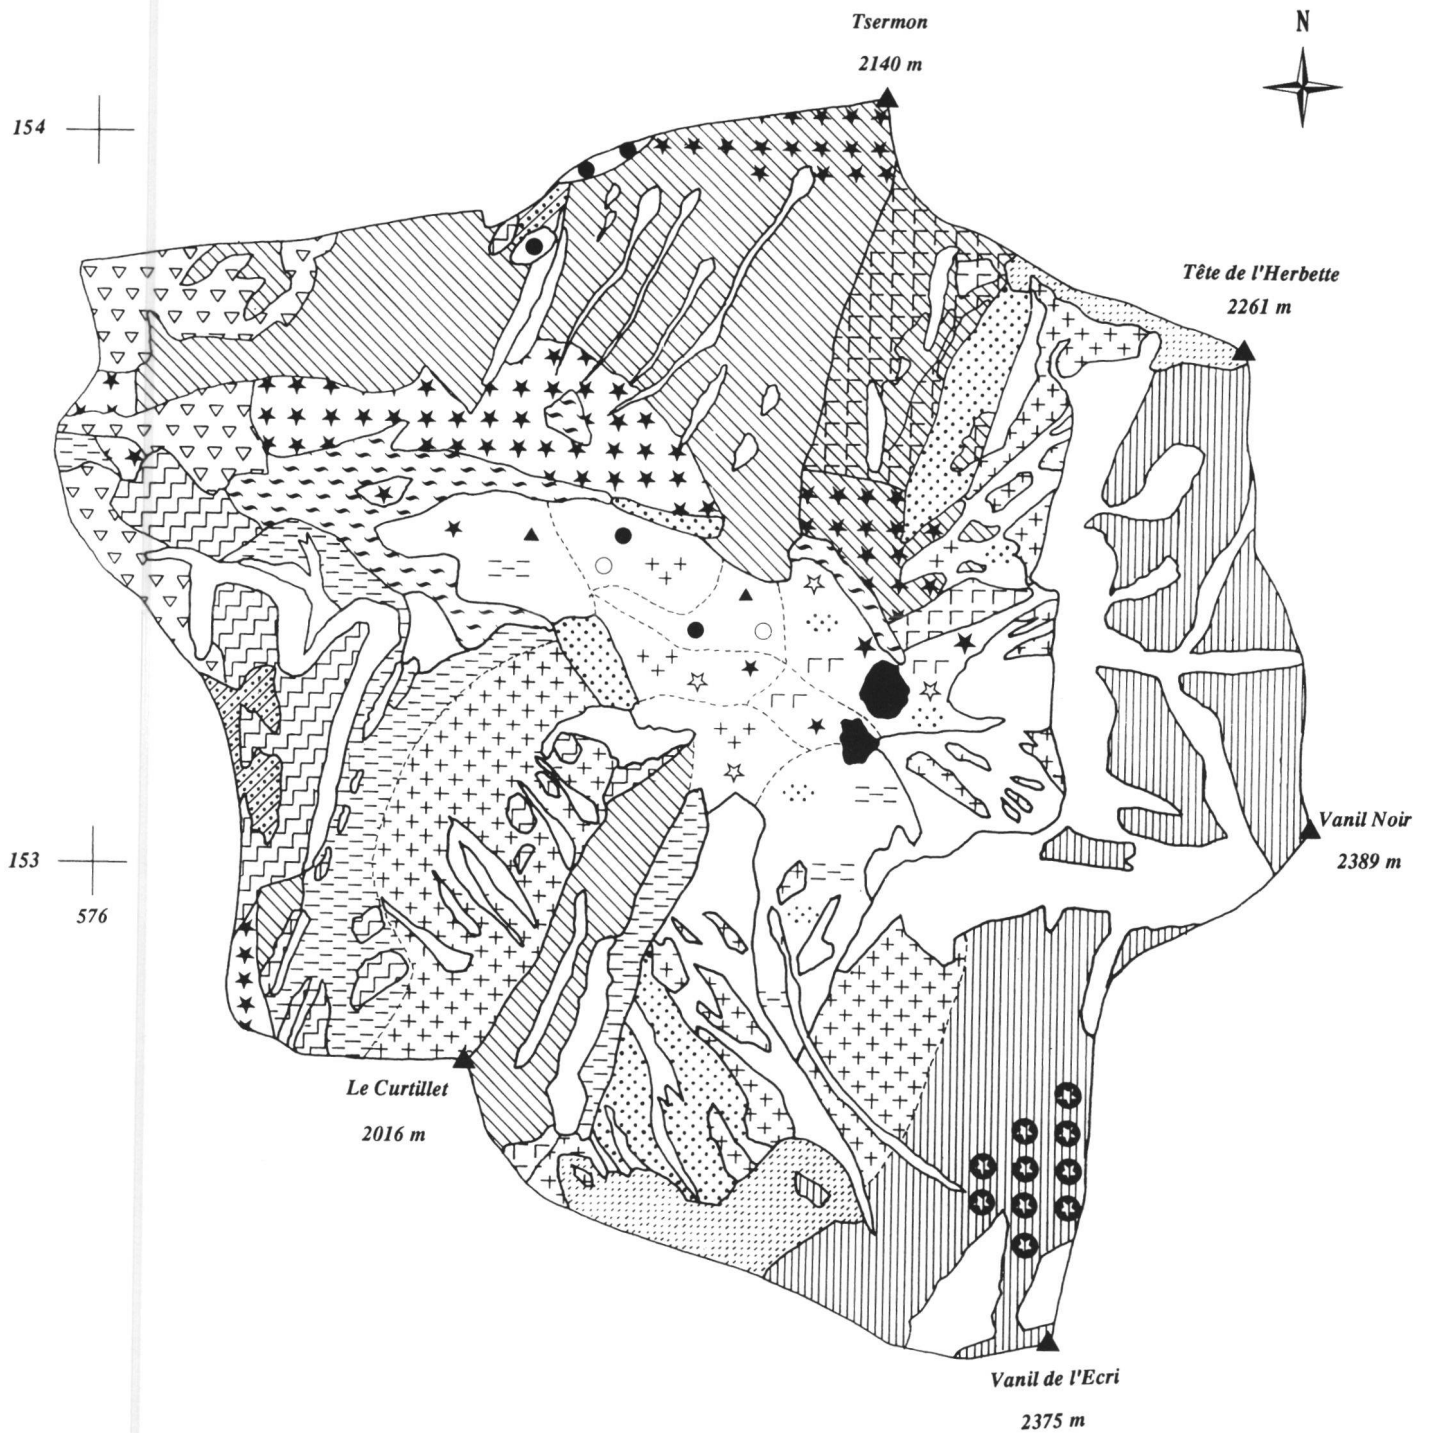 Tsermon
2140 m
N
154
Tête de l'Herbette
2261 m
Vanil Noir
2389 m
153
576
Le Curtillet
2016 m
Vanil de l'Ecri
2375 m